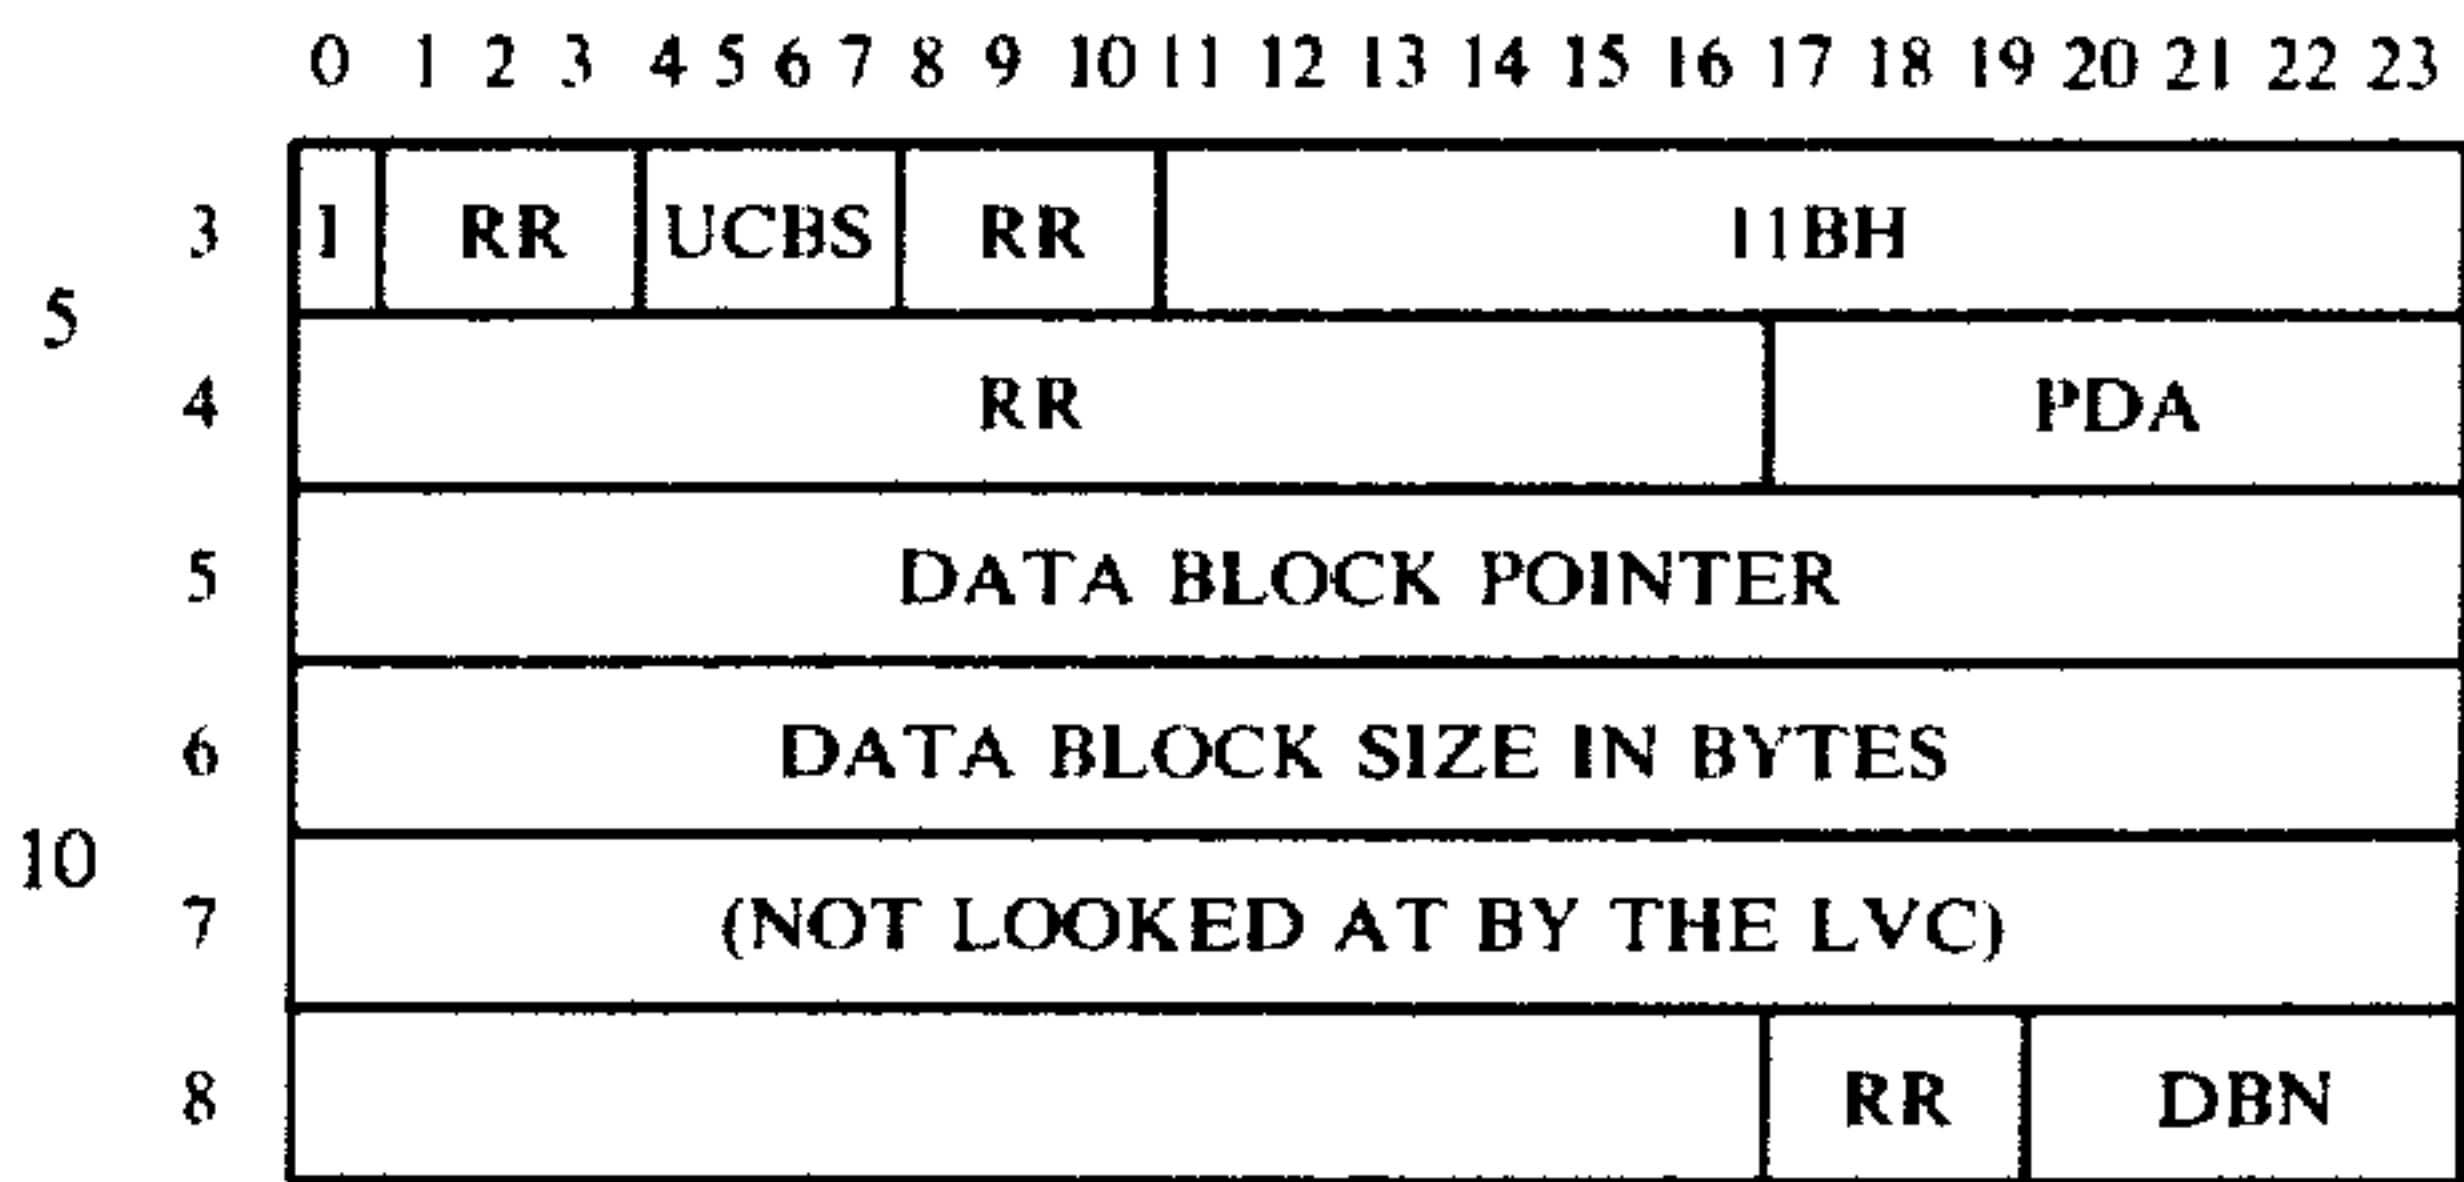 0 1 2 3 4 5 6 7 8 9 10 11 12 13 14 15 16 17 18 19 20 21 22 23
3 1 RR UCBS RR 11BH
5
4 RR PDA
5 DATA BLOCK POINTER
6 DATA BLOCK SIZE IN BYTES
10
7 (NOT LOOKED AT BY THE LVC)
8 RR DBN